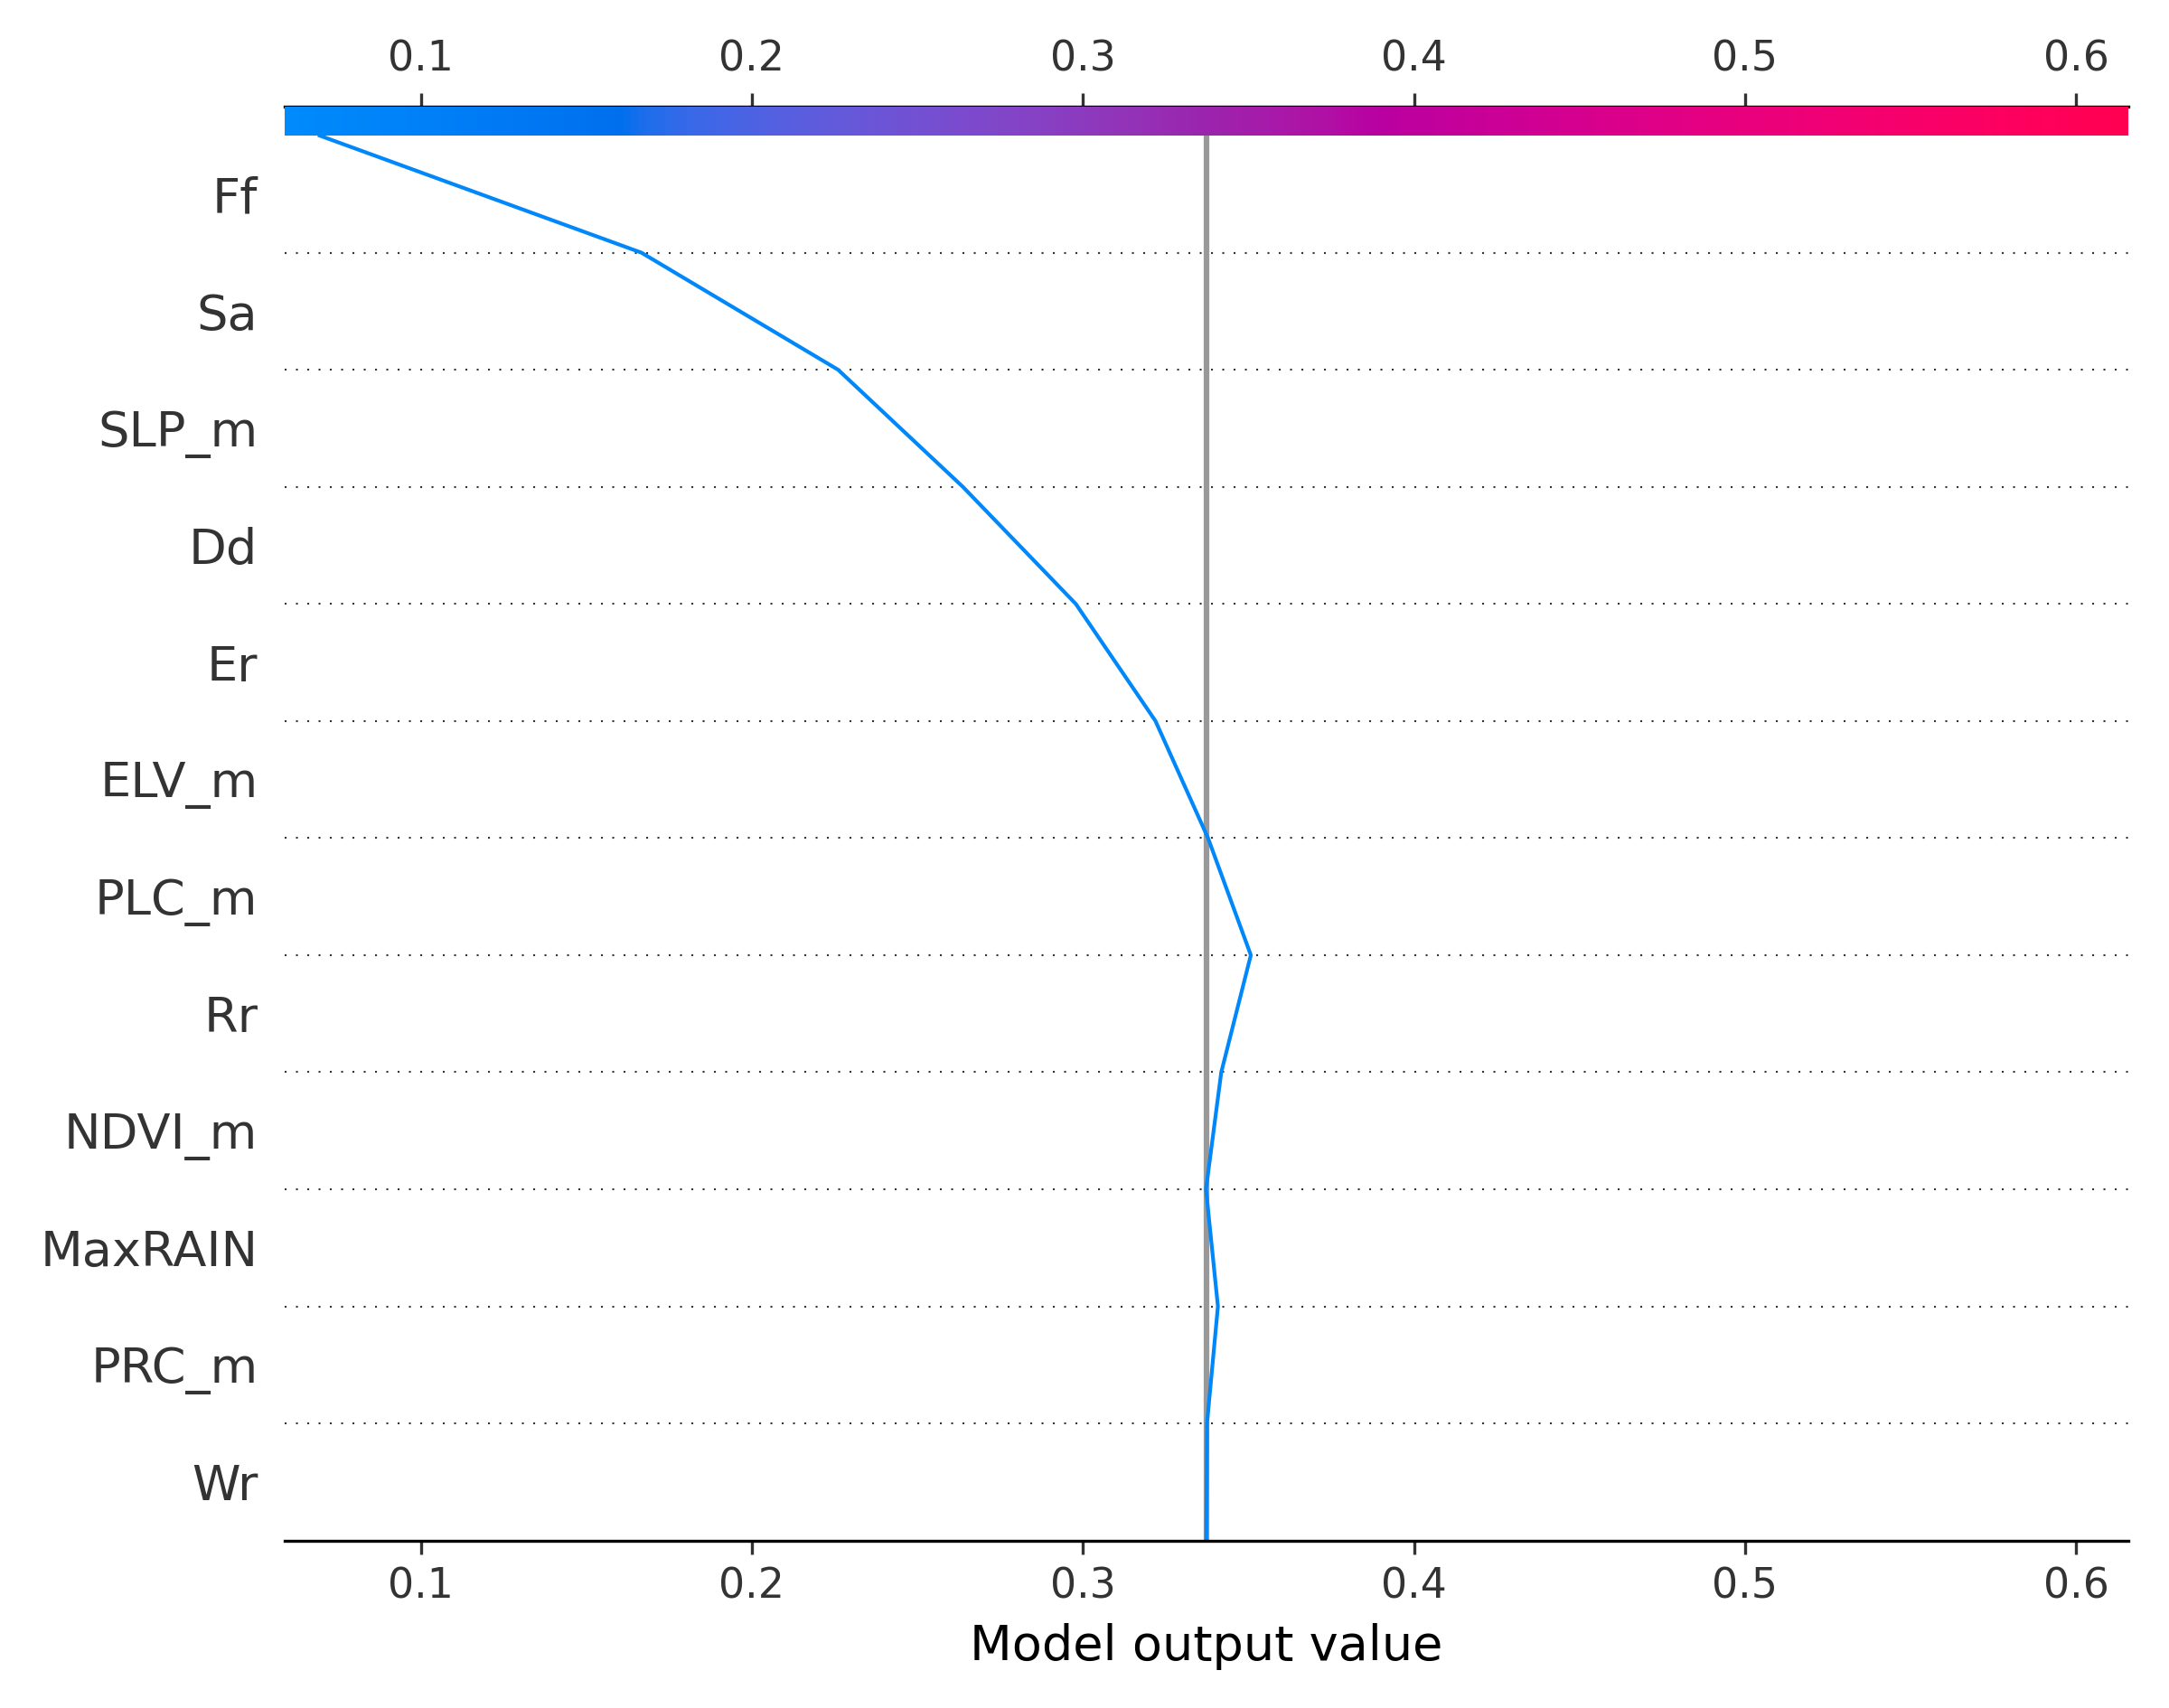 0.1 0.2 0.3 0.4 0.5 0.6
Ff
Sa
SLP_m
Dd
Er
ELV_m
PLC_m
Rr
NDVI_m
MaxRAIN
PRC_m
Wr
0.1 0.2 0.3 0.4 0.5 0.6
Model output value